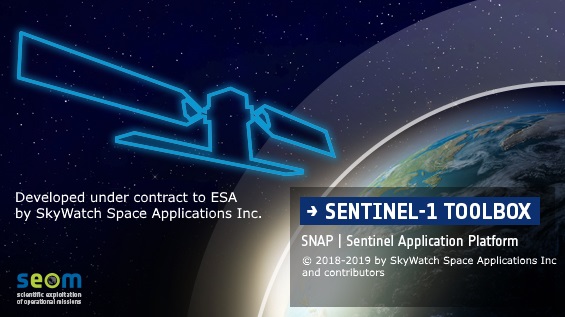 Developed under contract to ESA
by SkyWatch Space Applications Inc.
→ SENTINEL-1 TOOLBOX
SNAP | Sentinel Application Platform
© 2018-2019 by SkyWatch Space Applications Inc
and contributors
seom
scientific exploitation
of operational missions